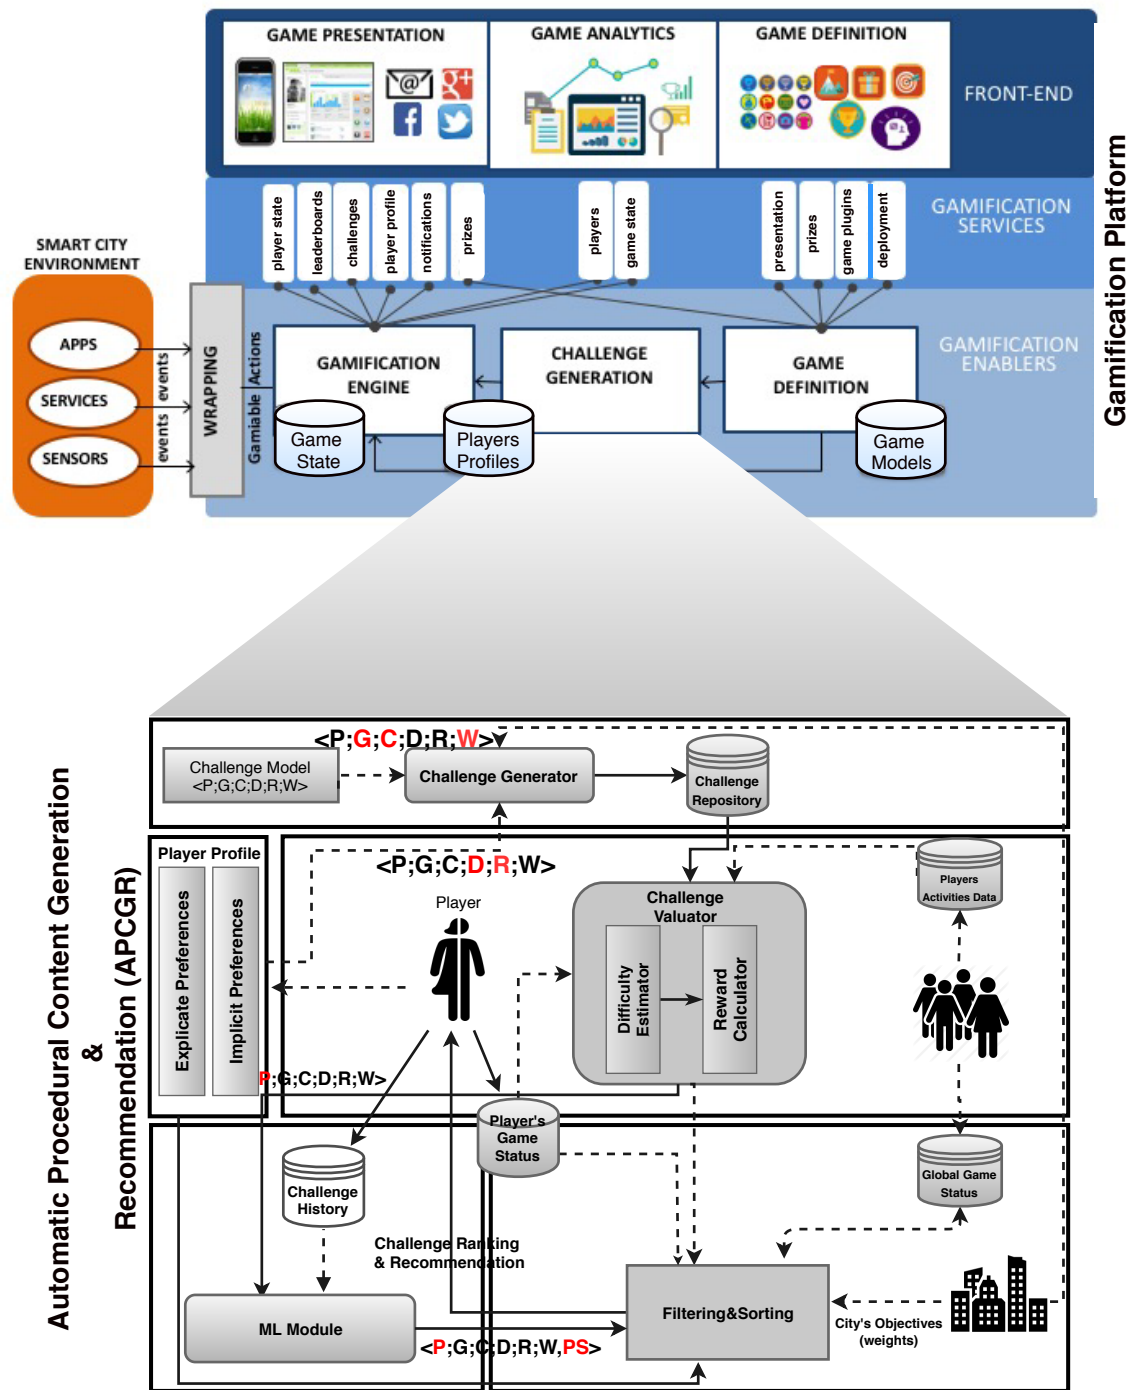 GAME PRESENTATION
GAME ANALYTICS
GAME DEFINITION
@
g+
f
FRONT-END
GAMIFICATION
SERVICES
player state
leaderboards
challenges
player profile
notifications
prizes
players
game state
presentation
prizes
game plugins
deployment
Gamification Platform
SMART CITY
ENVIRONMENT
APPS
SERVICES
SENSORS
events
events
WRAPPING
Gamiable Actions
GAMIFICATION
ENGINE
CHALLENGE
GENERATION
GAME
DEFINITION
GAMIFICATION
ENABLERS
Game
State
Players
Profiles
Game
Models
Automatic Procedural Content Generation
&
Recommendation (APCGR)
<P;G;C;D;R;W>
Challenge Model
<P;G;C;D;R;W>
Challenge Generator
Challenge
Repository
Player Profile
Explicate Preferences
Implicit Preferences
<P;G;C;D;R;W>
Player
Challenge
Valuator
Difficulty
Estimator
Reward
Calculator
Players
Activities Data
P;G;C;D;R;W>
Player's
Game
Status
Challenge
History
Global Game
Status
Challenge Ranking
& Recommendation
ML Module
Filtering&Sorting
City's Objectives
(weights)
<P;G;C;D;R;W,PS>